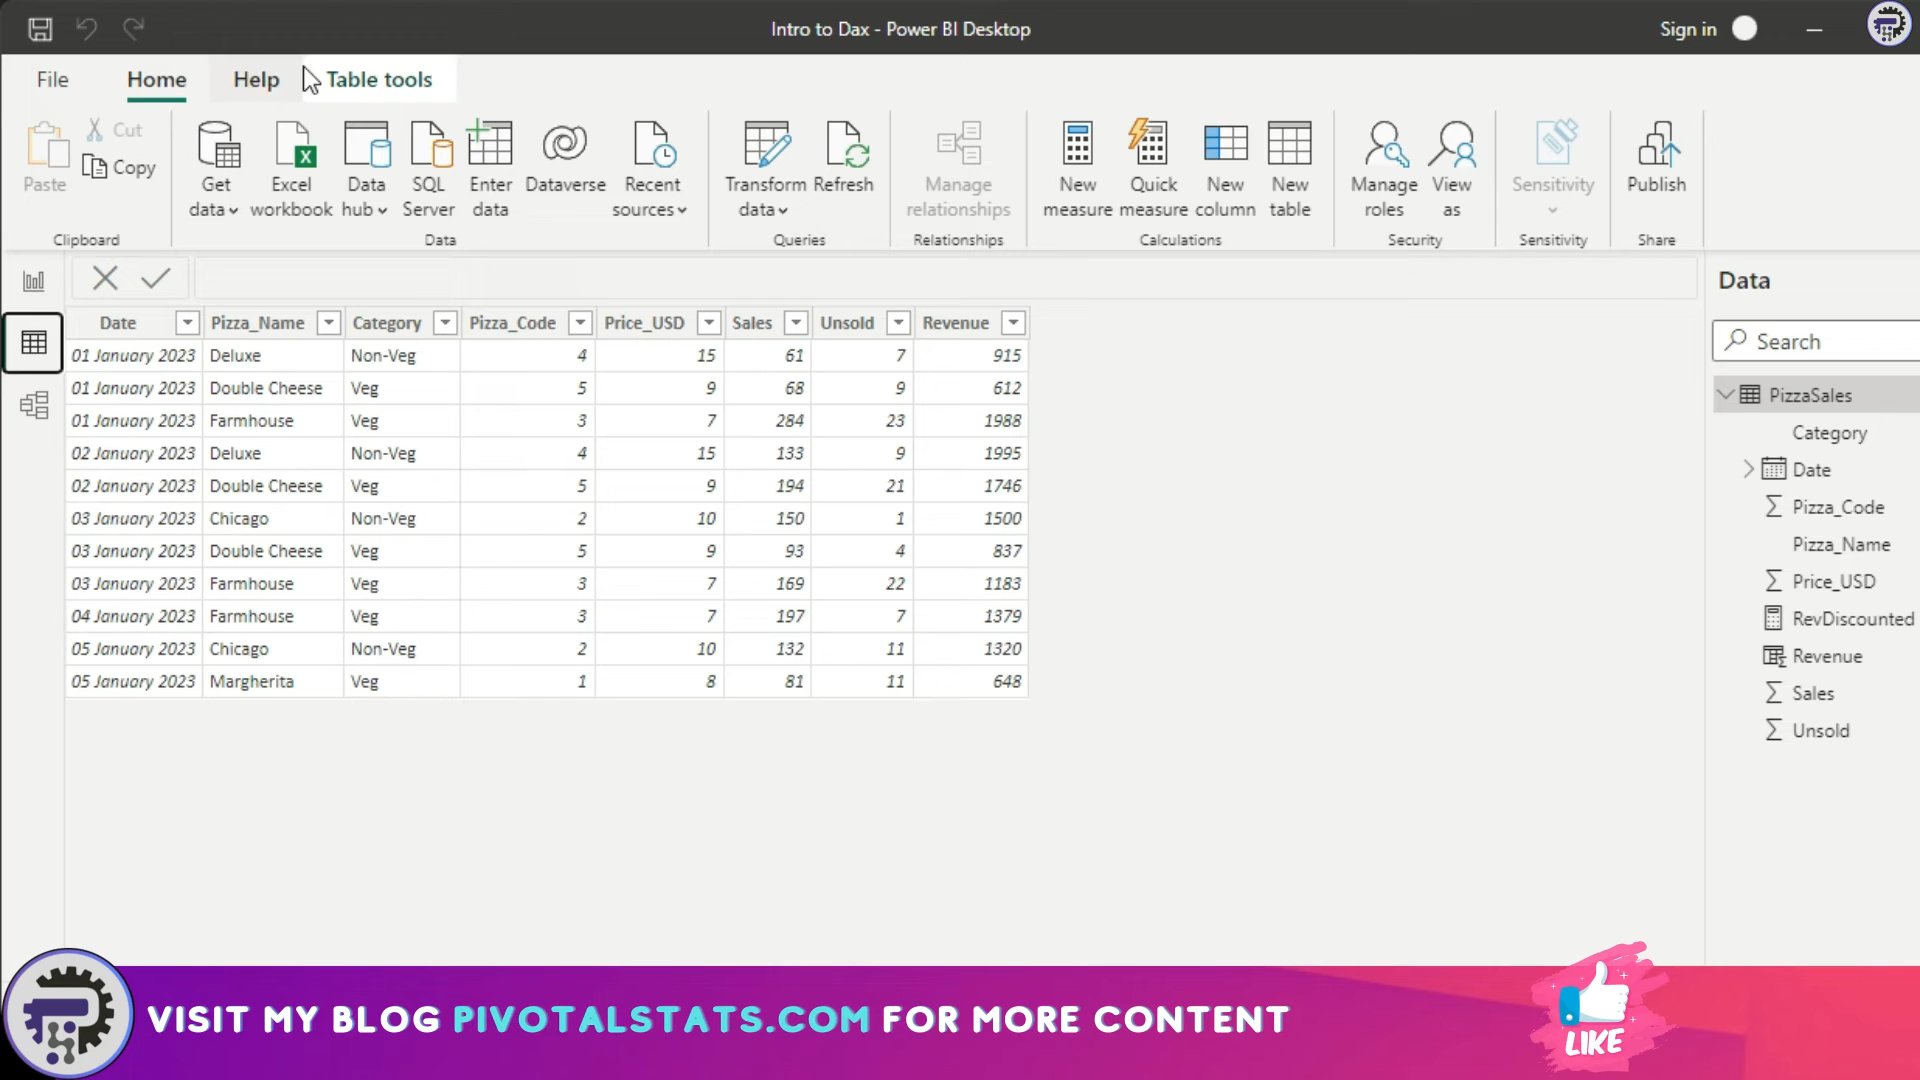 Intro to Dax - Power BI Desktop
Sign in
File Home Help Table tools
Paste
Cut
Copy
Clipboard
Get data
Excel workbook
Data hub
SQL Server
Enter data
Dataverse
Recent sources
Data
Transform data
Refresh
Queries
Manage relationships
Relationships
New measure
Quick measure
New column
New table
Calculations
Manage roles
View as
Security
Sensitivity
Sensitivity
Publish
Share
Date Pizza_Name Category Pizza_Code Price_USD Sales Unsold Revenue
01 January 2023 Deluxe Non-Veg 4 15 61 7 915
01 January 2023 Double Cheese Veg 5 9 68 9 612
01 January 2023 Farmhouse Veg 3 7 284 23 1988
02 January 2023 Deluxe Non-Veg 4 15 133 9 1995
02 January 2023 Double Cheese Veg 5 9 194 21 1746
03 January 2023 Chicago Non-Veg 2 10 150 1 1500
03 January 2023 Double Cheese Veg 5 9 93 4 837
03 January 2023 Farmhouse Veg 3 7 169 22 1183
04 January 2023 Farmhouse Veg 3 7 197 7 1379
05 January 2023 Chicago Non-Veg 2 10 132 11 1320
05 January 2023 Margherita Veg 1 8 81 11 648
Data
Search
PizzaSales
Category
Date
Pizza_Code
Pizza_Name
Price_USD
RevDiscounted
Revenue
Sales
Unsold
VISIT MY BLOG PIVOTALSTATS.COM FOR MORE CONTENT
LIKE